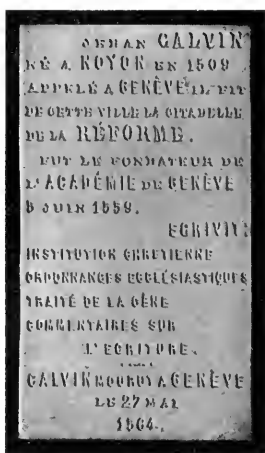 JEHAN CALVIN
NÉ A NOYON EN 1509
APPELÉ A GENÈVE IL FIT
DE CETTE VILLE LA CITADELLE
DE LA RÉFORME.
FUT LE FONDATEUR DE
L'ACADÉMIE DE GENÈVE
5 JUIN 1559.
ECRIVIT:
INSTITUTION CHRETIENNE
ORDONNANCES ECCLÉSIASTIQUES
TRAITÉ DE LA CÈNE
COMMENTAIRES SUR
L'ECRITURE.
CALVIN MOURUT A GENÈVE
LE 27 MAI
1564.